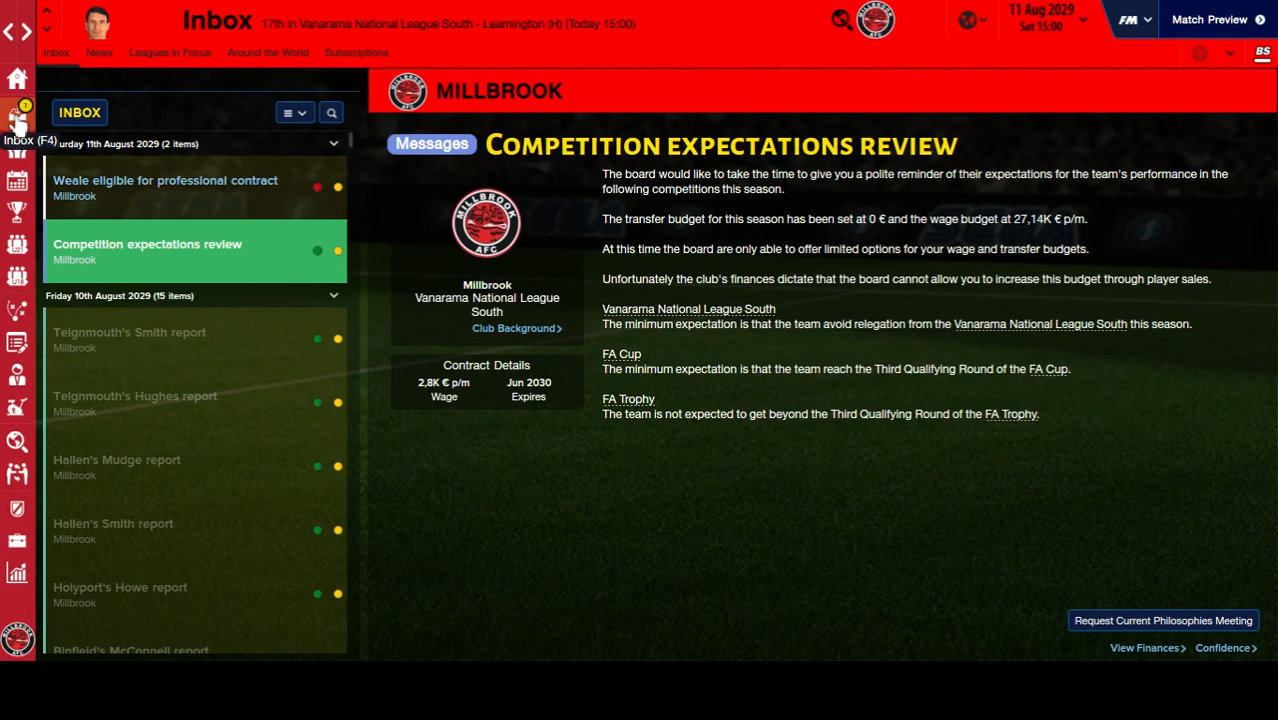 Inbox
17th in Vanarama National League South - Leamington (H) (Today 15:00)
11 Aug 2029
Sat 15:00
FM
Match Preview
Inbox
News
Leagues in Focus
Around the World
Subscriptions
BS
1
Inbox (F4)
INBOX
urday 11th August 2029 (2 items)
Weale eligible for professional contract
Millbrook
Competition expectations review
Millbrook
Friday 10th August 2029 (15 items)
Teignmouth's Smith report
Millbrook
Teignmouth's Hughes report
Millbrook
Hallen's Mudge report
Millbrook
Hallen's Smith report
Millbrook
Holyport's Howe report
Millbrook
Binfield's McConnell report
MILLBROOK
Messages
COMPETITION EXPECTATIONS REVIEW
MILLBROOK
AFC
Millbrook
Vanarama National League
South
Club Background
Contract Details
2,8K € p/m
Jun 2030
Wage
Expires
The board would like to take the time to give you a polite reminder of their expectations for the team's performance in the
following competitions this season.
The transfer budget for this season has been set at 0 € and the wage budget at 27,14K € p/m.
At this time the board are only able to offer limited options for your wage and transfer budgets.
Unfortunately the club's finances dictate that the board cannot allow you to increase this budget through player sales.
Vanarama National League South
The minimum expectation is that the team avoid relegation from the Vanarama National League South this season.
FA Cup
The minimum expectation is that the team reach the Third Qualifying Round of the FA Cup.
FA Trophy
The team is not expected to get beyond the Third Qualifying Round of the FA Trophy.
Request Current Philosophies Meeting
View Finances
Confidence